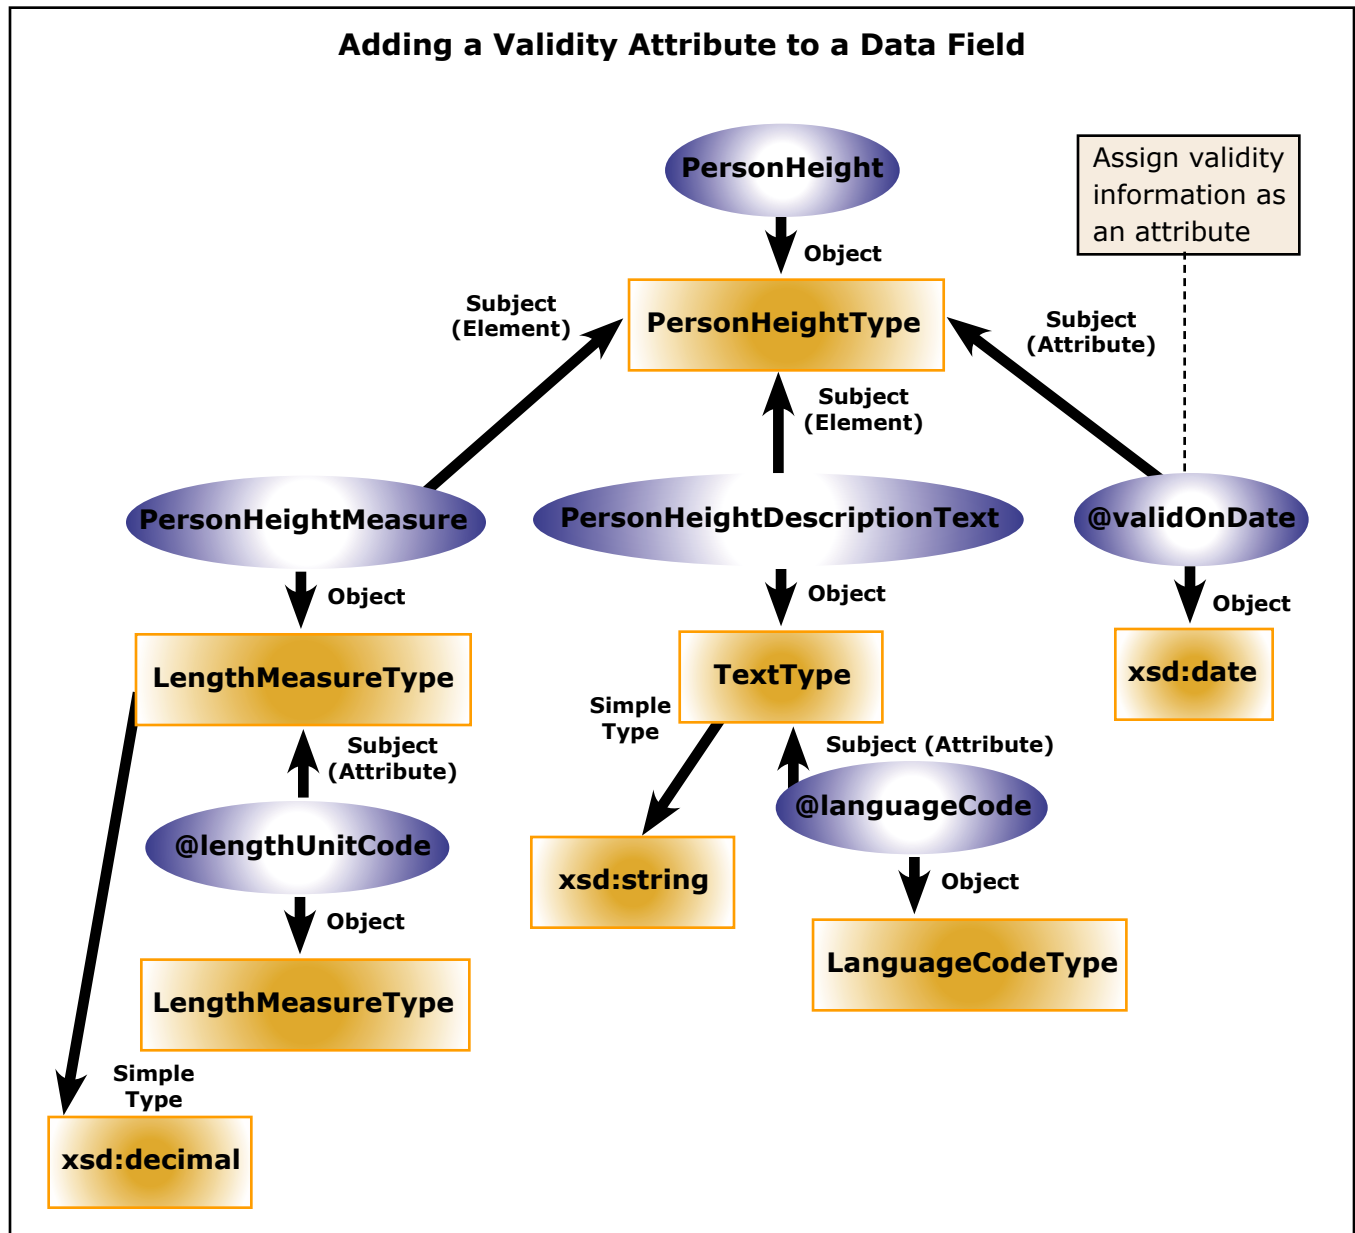 Adding a Validity Attribute to a Data Field
PersonHeight
Assign validity
information as
an attribute
Object
PersonHeightType
Subject
(Element)
Subject
(Attribute)
Subject
(Element)
PersonHeightMeasure
PersonHeightDescriptionText
@validOnDate
Object
Object
Object
LengthMeasureType
TextType
xsd:date
Simple
Type
Subject
(Attribute)
Subject (Attribute)
@languageCode
@lengthUnitCode
xsd:string
Object
Object
LengthMeasureType
LanguageCodeType
Simple
Type
xsd:decimal